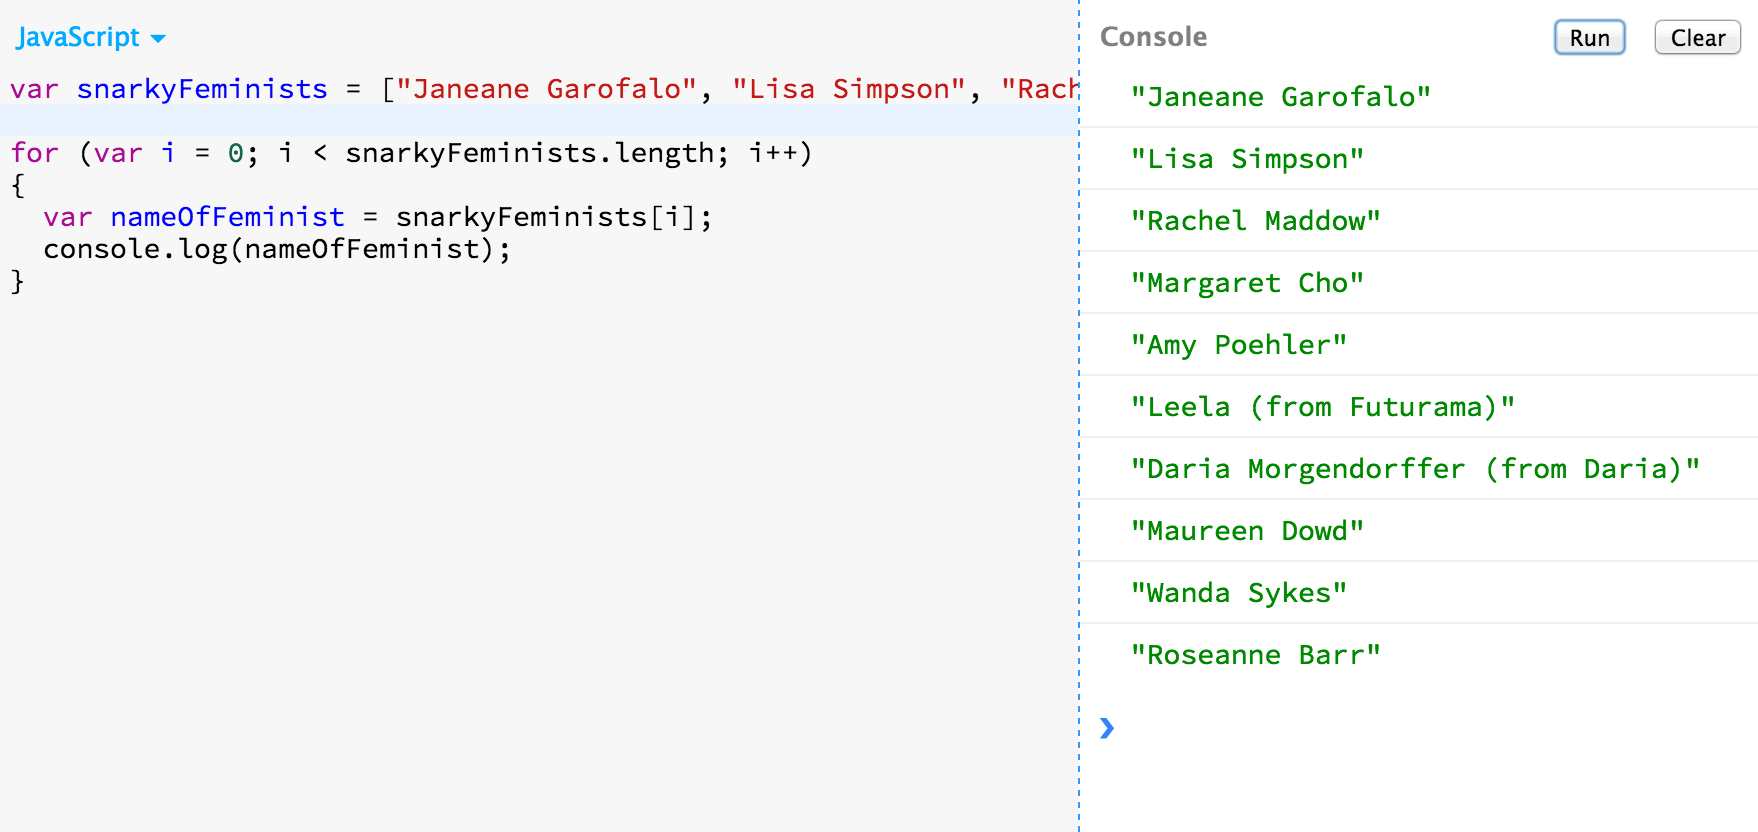 JavaScript
var snarkyFeminists = ["Janeane Garofalo", "Lisa Simpson", "Rach
for (var i = 0; i < snarkyFeminists.length; i++)
{
  var nameOfFeminist = snarkyFeminists[i];
  console.log(nameOfFeminist);
}
Console Run Clear
"Janeane Garofalo"
"Lisa Simpson"
"Rachel Maddow"
"Margaret Cho"
"Amy Poehler"
"Leela (from Futurama)"
"Daria Morgendorffer (from Daria)"
"Maureen Dowd"
"Wanda Sykes"
"Roseanne Barr"